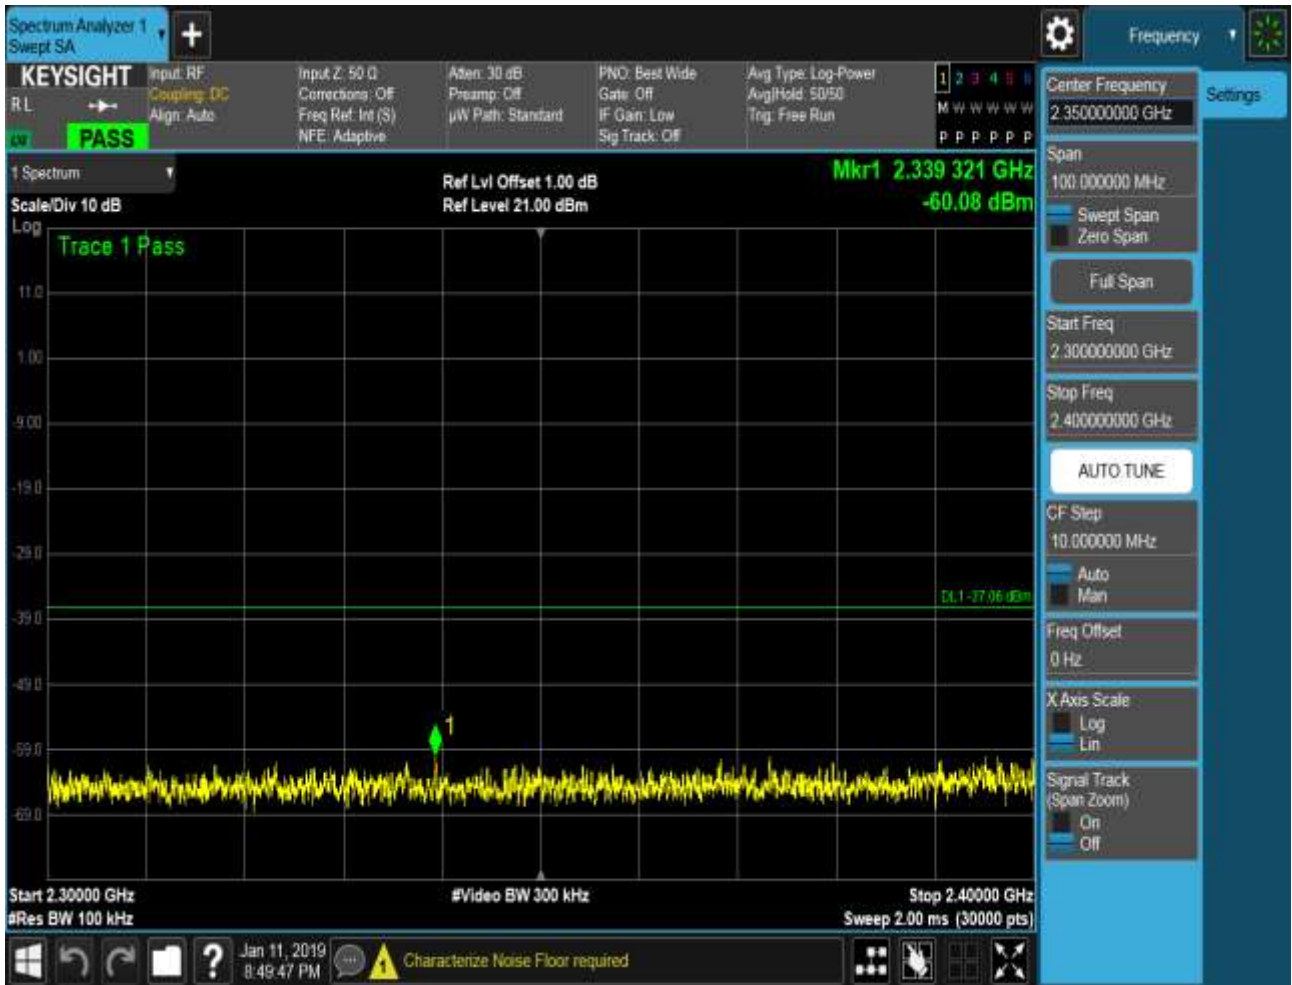 Spectrum Analyzer 1
Swept SA
+
Frequency
KEYSIGHT
R L
PASS
Input: RF
Coupling: DC
Align: Auto
Input Z: 50 Ω
Corrections: Off
Freq Ref: Int (S)
NFE: Adaptive
Atten: 30 dB
Preamp: Off
µW Path: Standard
PNO: Best Wide
Gate: Off
IF Gain: Low
Sig Track: Off
Avg Type: Log-Power
Avg|Hold: 50/50
Trig: Free Run
1 2 3 4 5 6
M W W W W W
P P P P P P
1 Spectrum
Scale/Div 10 dB
Ref Lvl Offset 1.00 dB
Ref Level 21.00 dBm
Mkr1 2.339 321 GHz
-60.08 dBm
Log
Trace 1 Pass
11.0
1.00
-9.00
-19.0
-29.0
DL1 -37.06 dBm
-39.0
-49.0
1
-59.0
-69.0
Start 2.30000 GHz
#Video BW 300 kHz
Stop 2.40000 GHz
#Res BW 100 kHz
Sweep 2.00 ms (30000 pts)
?
Jan 11, 2019
8:49:47 PM
1
Characterize Noise Floor required
Center Frequency
2.350000000 GHz
Settings
Span
100.000000 MHz
Swept Span
Zero Span
Full Span
Start Freq
2.300000000 GHz
Stop Freq
2.400000000 GHz
AUTO TUNE
CF Step
10.000000 MHz
Auto
Man
Freq Offset
0 Hz
X Axis Scale
Log
Lin
Signal Track
(Span Zoom)
On
Off